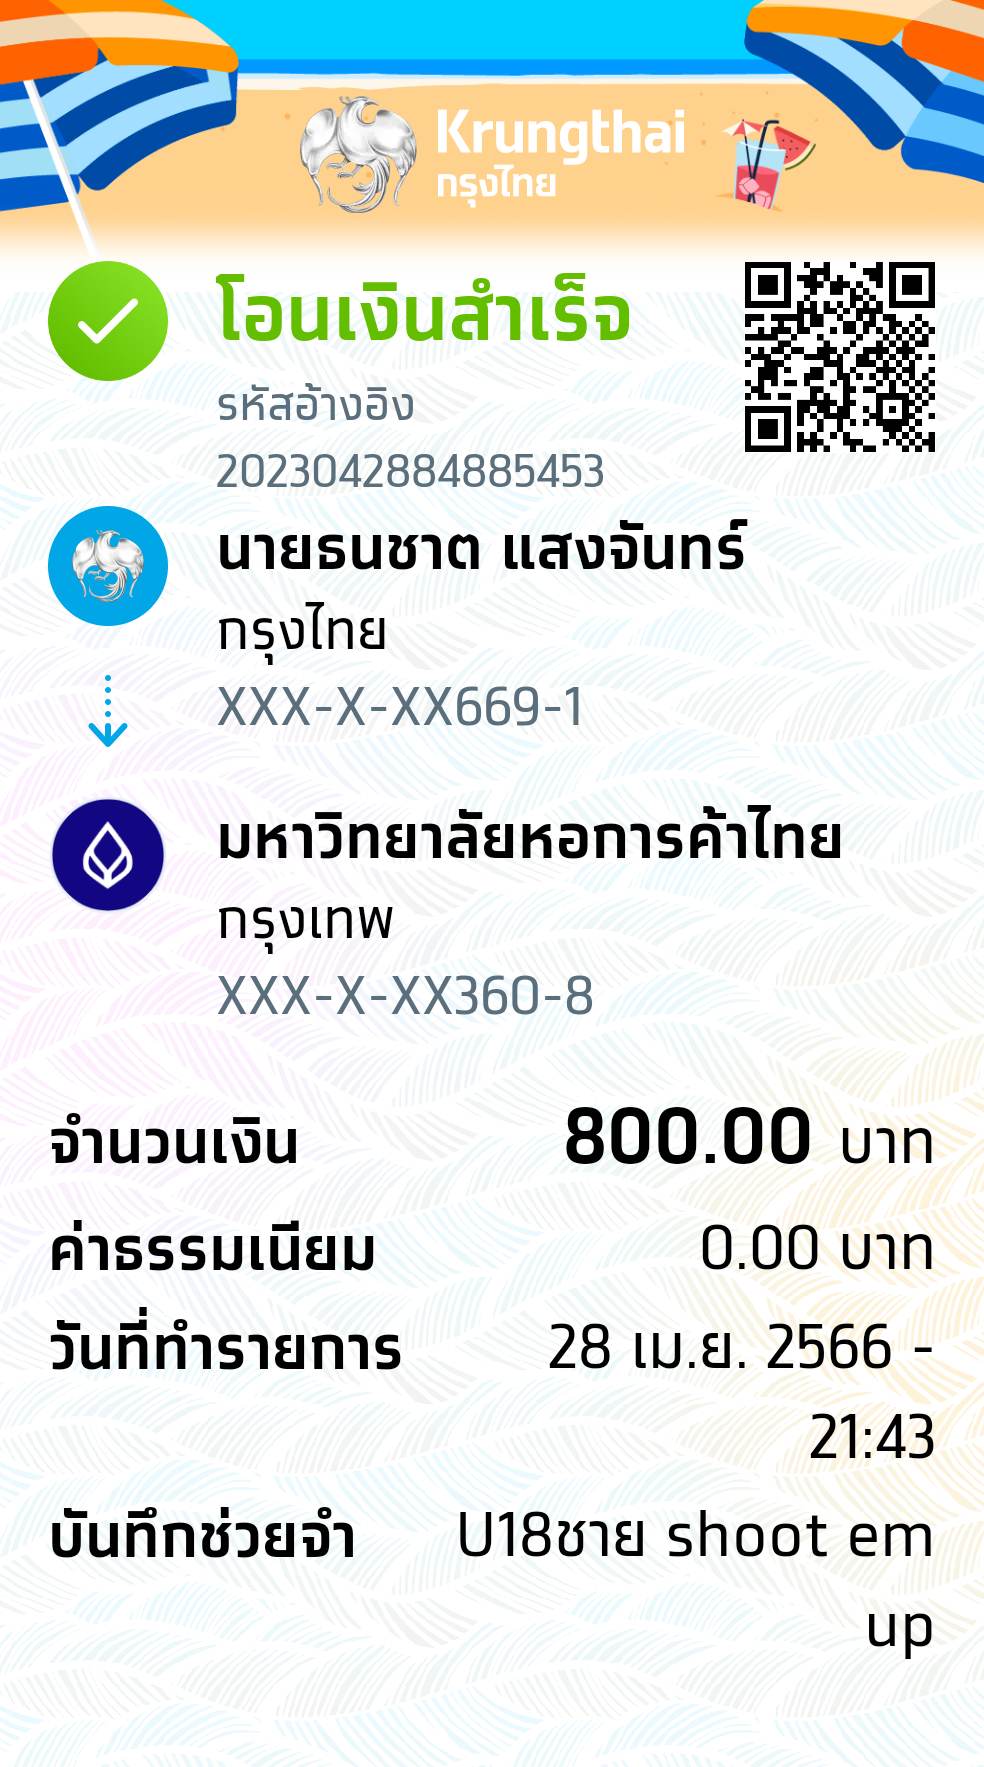 Krungthai
กรุงไทย
โอนเงินสำเร็จ
รหัสอ้างอิง
2023042884885453
นายธนชาต แสงจันทร์
กรุงไทย
XXX-X-XX669-1
มหาวิทยาลัยหอการค้าไทย
กรุงเทพ
XXX-X-XX360-8
จำนวนเงิน 800.00 บาท
ค่าธรรมเนียม 0.00 บาท
วันที่ทำรายการ 28 เม.ย. 2566 -
21:43
บันทึกช่วยจำ U18ชาย shoot em
up